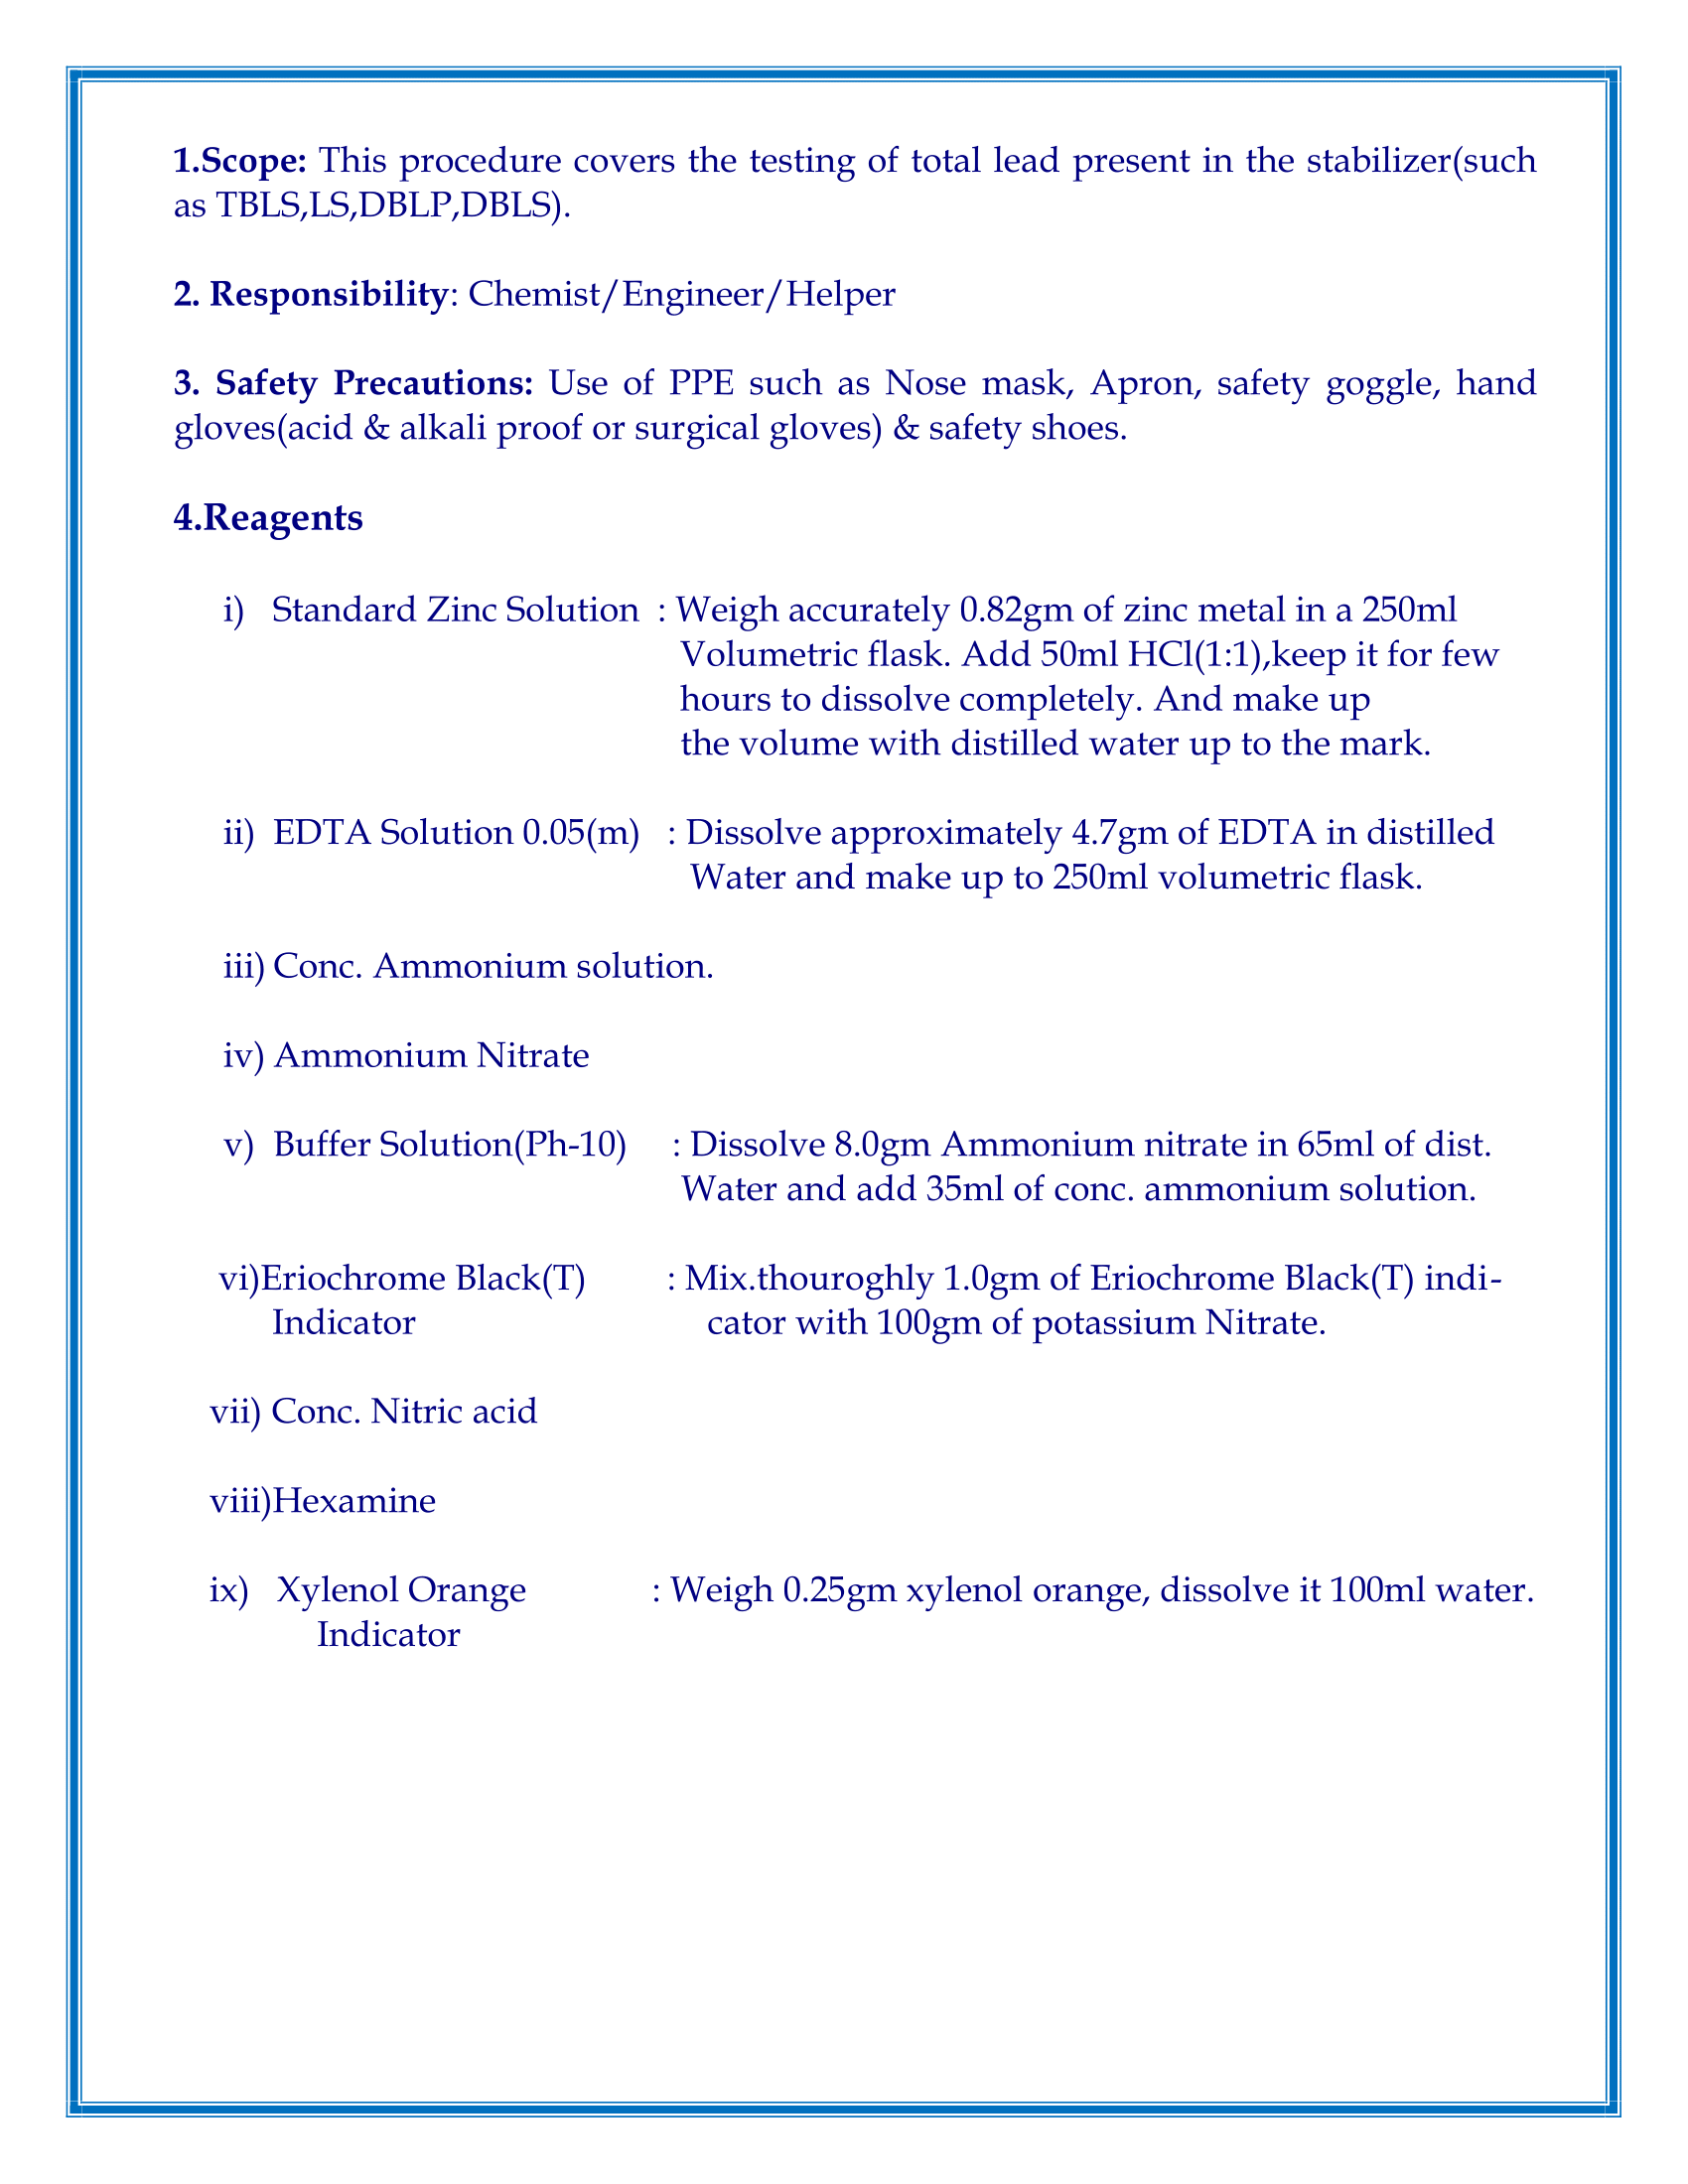 1.Scope: This procedure covers the testing of total lead present in the stabilizer(such
as TBLS,LS,DBLP,DBLS).
2. Responsibility: Chemist/Engineer/Helper
3. Safety Precautions: Use of PPE such as Nose mask, Apron, safety goggle, hand
gloves(acid & alkali proof or surgical gloves) & safety shoes.
4.Reagents
i) Standard Zinc Solution : Weigh accurately 0.82gm of zinc metal in a 250ml
Volumetric flask. Add 50ml HCl(1:1),keep it for few
hours to dissolve completely. And make up
the volume with distilled water up to the mark.
ii) EDTA Solution 0.05(m) : Dissolve approximately 4.7gm of EDTA in distilled
Water and make up to 250ml volumetric flask.
iii) Conc. Ammonium solution.
iv) Ammonium Nitrate
v) Buffer Solution(Ph-10) : Dissolve 8.0gm Ammonium nitrate in 65ml of dist.
Water and add 35ml of conc. ammonium solution.
vi)Eriochrome Black(T) : Mix.thouroghly 1.0gm of Eriochrome Black(T) indi-
Indicator cator with 100gm of potassium Nitrate.
vii) Conc. Nitric acid
viii)Hexamine
ix) Xylenol Orange : Weigh 0.25gm xylenol orange, dissolve it 100ml water.
Indicator